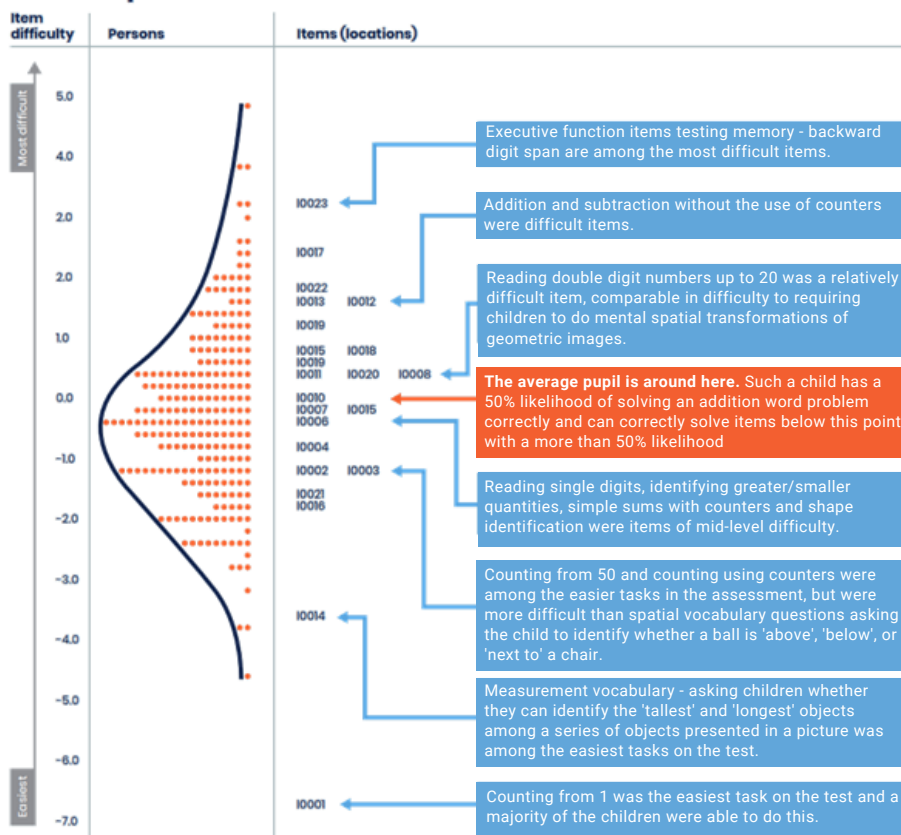 Item
difficulty
Persons
Items (locations)
Most difficult
5.0
4.0
2.0
2.0
1.0
0.0
-1.0
-2.0
-3.0
-4.0
-5.0
-6.0
-7.0
Easiest
I0023
I0017
I0022
I0013 I0012
I0019
I0015 I0018
I0019
I0011 I0020 I0008
I0010
I0007 I0015
I0006
I0004
I0002 I0003
I0021
I0016
I0014
I0001
Executive function items testing memory - backward
digit span are among the most difficult items.
Addition and subtraction without the use of counters
were difficult items.
Reading double digit numbers up to 20 was a relatively
difficult item, comparable in difficulty to requiring
children to do mental spatial transformations of
geometric images.
The average pupil is around here. Such a child has a
50% likelihood of solving an addition word problem
correctly and can correctly solve items below this point
with a more than 50% likelihood
Reading single digits, identifying greater/smaller
quantities, simple sums with counters and shape
identification were items of mid-level difficulty.
Counting from 50 and counting using counters were
among the easier tasks in the assessment, but were
more difficult than spatial vocabulary questions asking
the child to identify whether a ball is 'above', 'below', or
'next to' a chair.
Measurement vocabulary - asking children whether
they can identify the 'tallest' and 'longest' objects
among a series of objects presented in a picture was
among the easiest tasks on the test.
Counting from 1 was the easiest task on the test and a
majority of the children were able to do this.